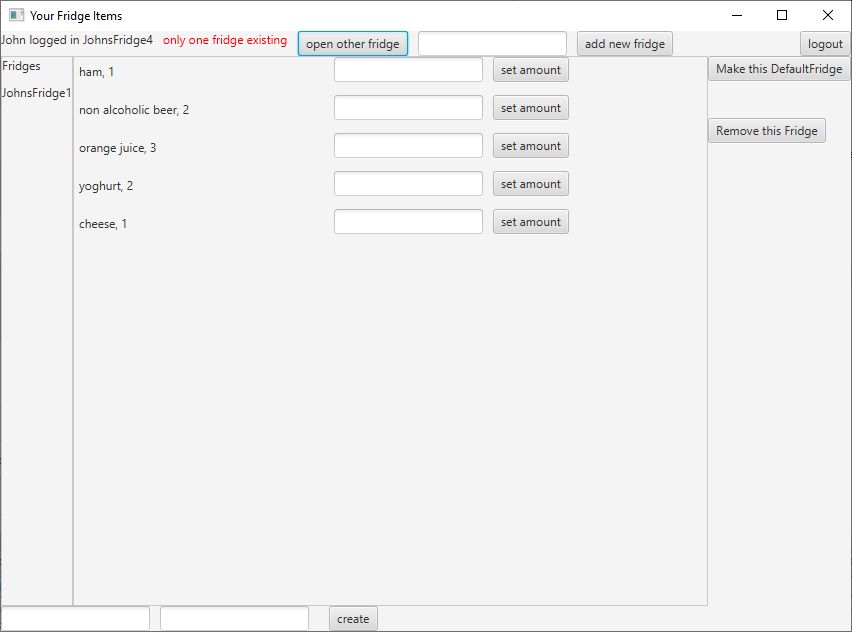 Your Fridge Items
John logged in JohnsFridge4 only one fridge existing open other fridge add new fridge logout
Fridges
JohnsFridge1
ham, 1 set amount
non alcoholic beer, 2 set amount
orange juice, 3 set amount
yoghurt, 2 set amount
cheese, 1 set amount
Make this DefaultFridge
Remove this Fridge
create